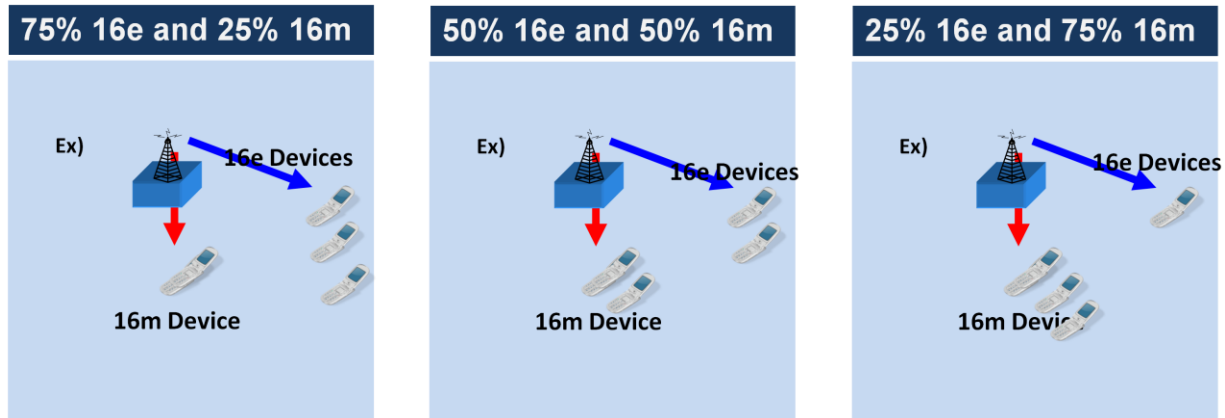 75% 16e and 25% 16m
Ex)
16e Devices
16m Device
50% 16e and 50% 16m
Ex)
16e Devices
16m Device
25% 16e and 75% 16m
Ex)
16e Devices
16m Device